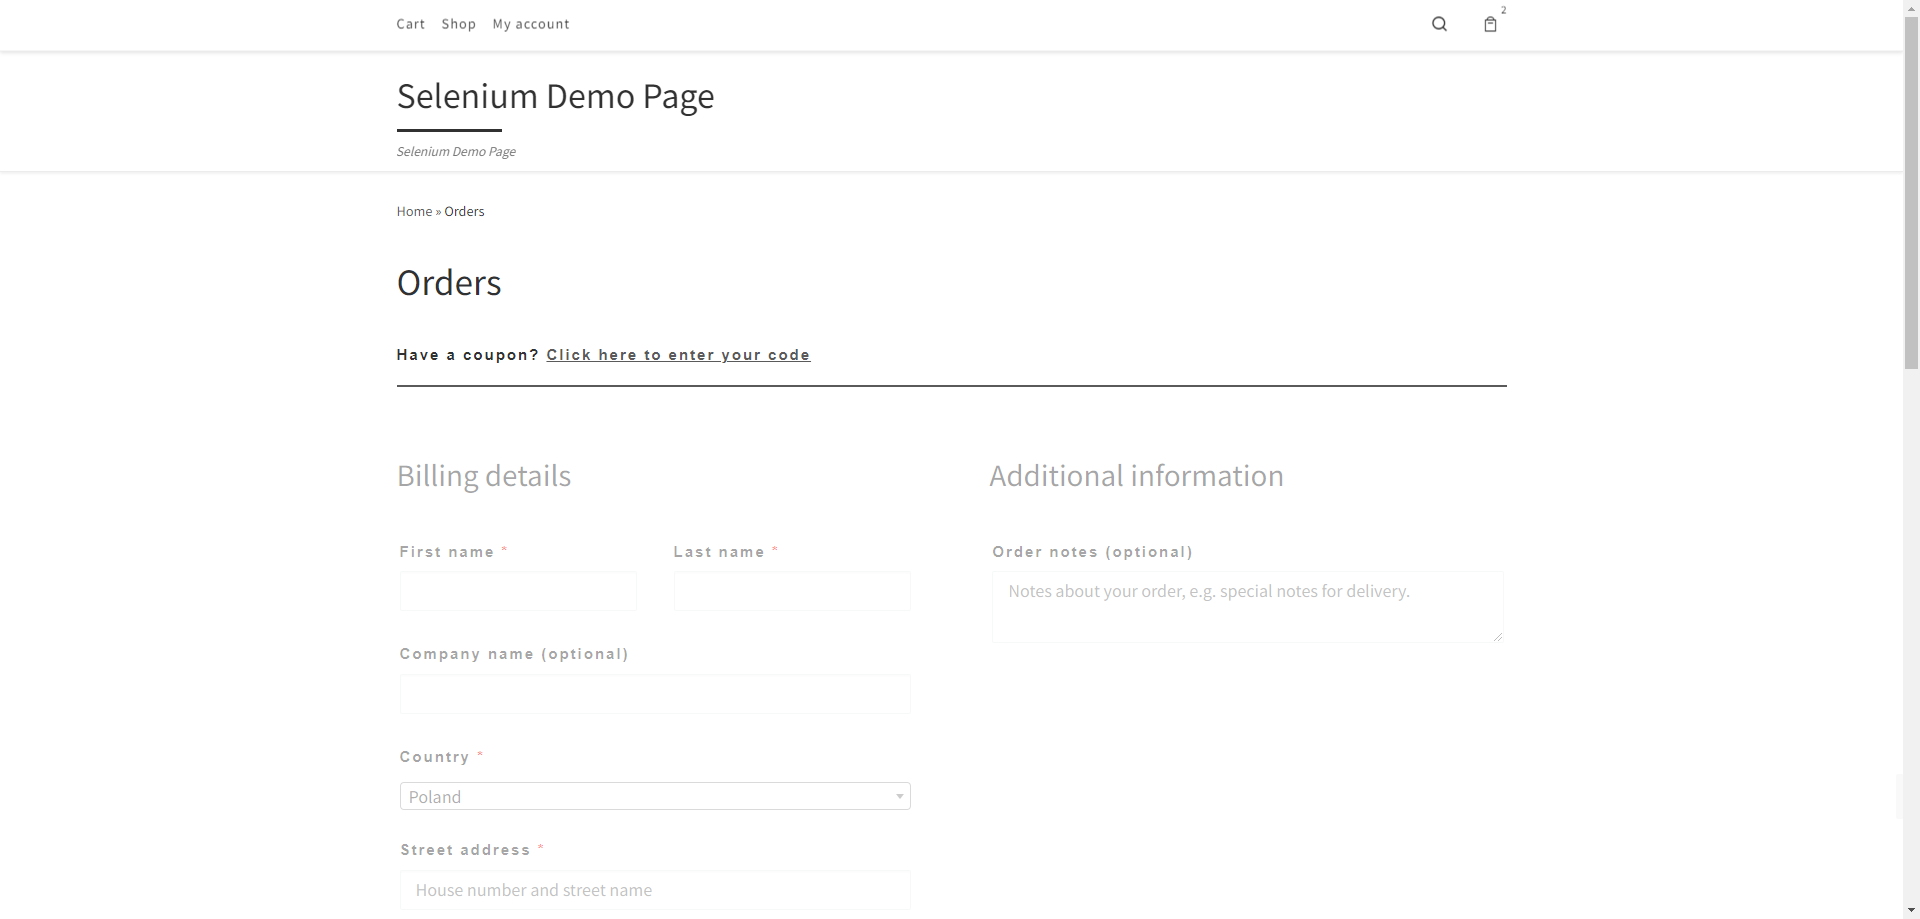 Cart Shop My account 2
Selenium Demo Page
Selenium Demo Page
Home » Orders
Orders
Have a coupon? Click here to enter your code
Billing details
Additional information
First name *
Last name *
Order notes (optional)
Notes about your order, e.g. special notes for delivery.
Company name (optional)
Country *
Poland
Street address *
House number and street name